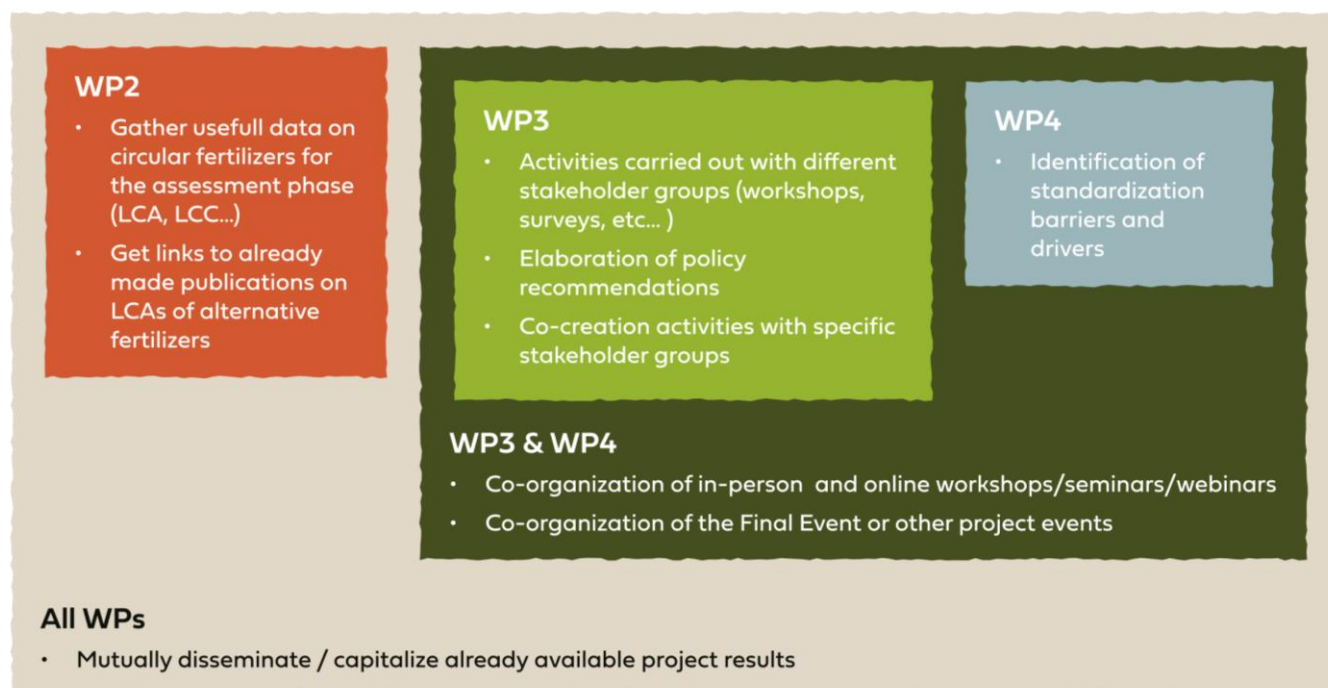 WP2
• Gather usefull data on
circular fertilizers for
the assessment phase
(LCA, LCC...)
• Get links to already
made publications on
LCAs of alternative
fertilizers
WP3
• Activities carried out with different
stakeholder groups (workshops,
surveys, etc... )
• Elaboration of policy
recommendations
• Co-creation activities with specific
stakeholder groups
WP4
• Identification of
standardization
barriers and
drivers
WP3 & WP4
• Co-organization of in-person and online workshops/seminars/webinars
• Co-organization of the Final Event or other project events
All WPs
• Mutually disseminate / capitalize already available project results